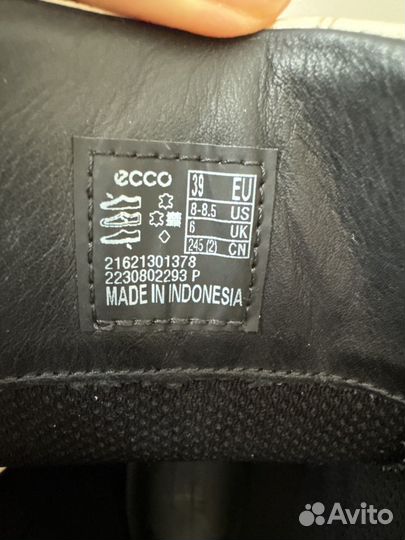 ecco
39 EU
8-8.5 US
6 UK
245 (2) CN
21621301378
2230802293 P
MADE IN INDONESIA
Avito